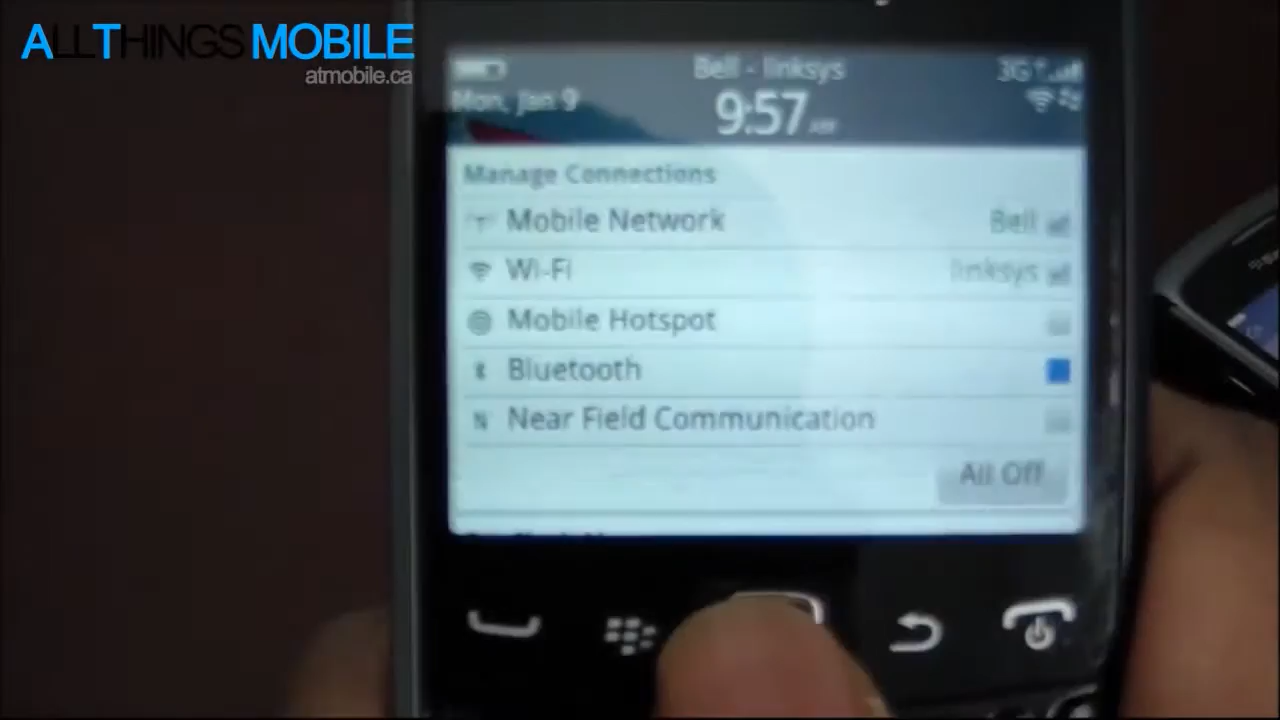 ALLTHINGS MOBILE
atmobile.ca
Bell - linksys
3G
Mon, Jan 9
9:57 AM
Manage Connections
Mobile Network Bell
Wi-Fi linksys
Mobile Hotspot
Bluetooth
N Near Field Communication
All Off